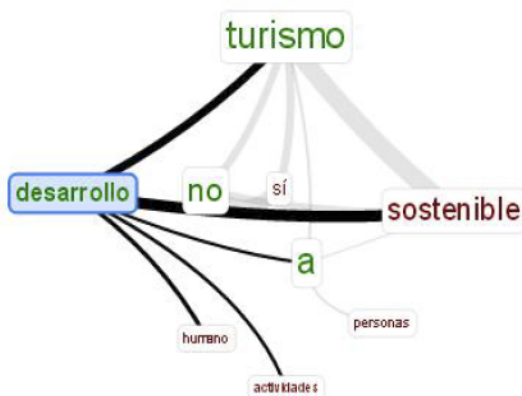 turismo
desarrollo
no
sí
sostenible
a
personas
humano
actividades